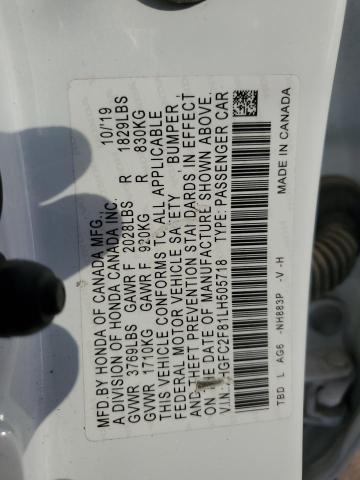 MFD.BY HONDA OF CANADA MFG., 10/'19
A DIVISION OF HONDA CANADA INC.
GVWR 3769LBS GAWR F 2028LBS R 1829LBS
GVWR 1710KG GAWR F 920KG R 830KG
THIS VEHICLE CONFORMS TO ALL APPLICABLE
FEDERAL MOTOR VEHICLE SAFETY, BUMPER,
AND THEFT PREVENTION STANDARDS IN EFFECT
ON THE DATE OF MANUFACTURE SHOWN ABOVE.
V.I.N. HGFC2F81LH505718 TYPE: PASSENGER CAR
TBD L AG6 -NH883P -V -H MADE IN CANADA